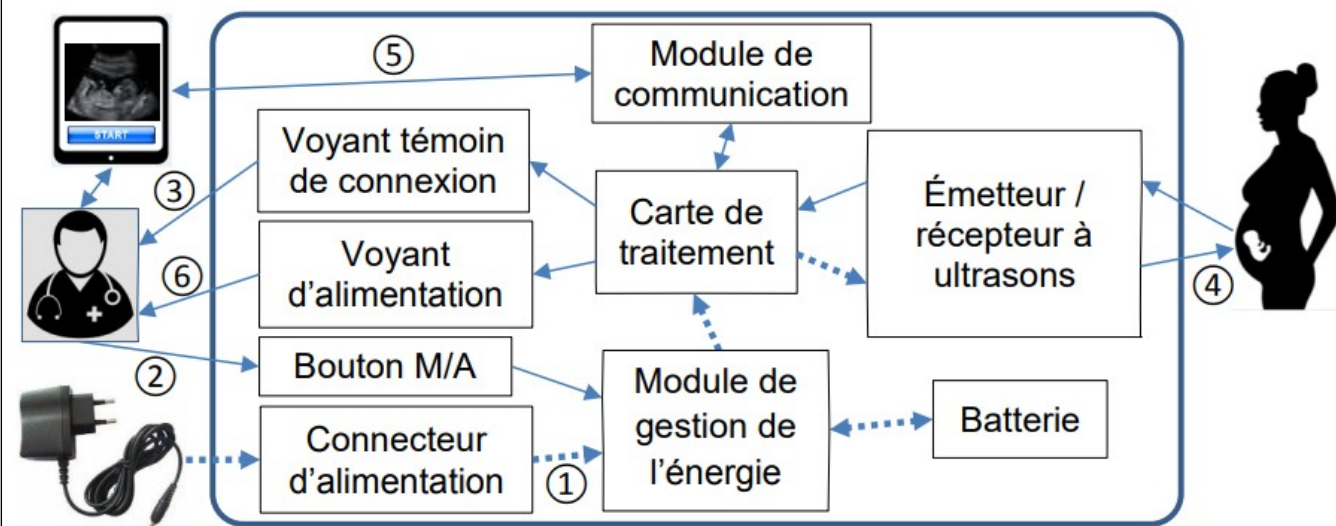 ⑤
Module de
communication
START
Voyant témoin
de connexion
③
Carte de
traitement
Émetteur /
récepteur à
ultrasons
Voyant
d’alimentation
⑥
④
Bouton M/A
②
Module de
gestion de
l’énergie
Batterie
Connecteur
d’alimentation
①